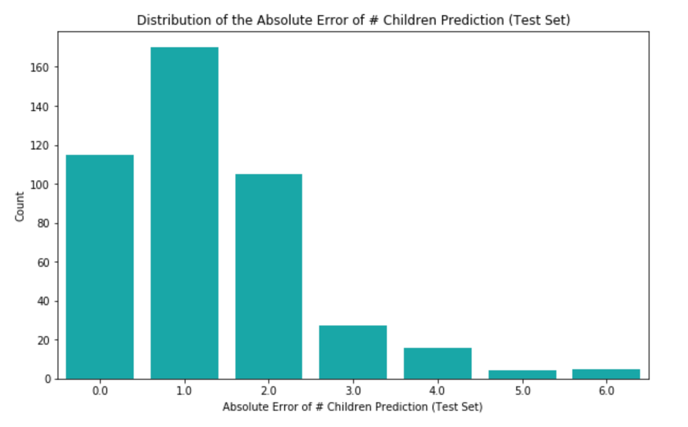 Distribution of the Absolute Error of # Children Prediction (Test Set)
160
140
120
100
80
60
40
20
0
Count
0.0 1.0 2.0 3.0 4.0 5.0 6.0
Absolute Error of # Children Prediction (Test Set)